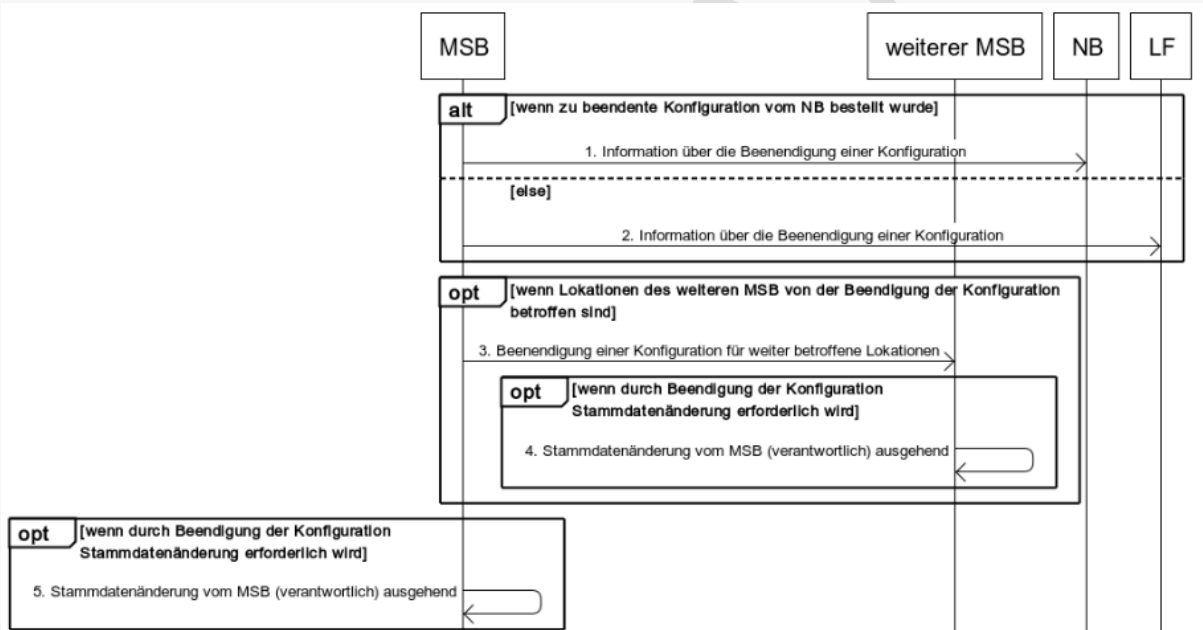 MSB
weiterer MSB
NB
LF
alt
[wenn zu beendente Konfiguration vom NB bestellt wurde]
1. Information über die Beenendigung einer Konfiguration
[else]
2. Information über die Beenendigung einer Konfiguration
opt
[wenn Lokationen des weiteren MSB von der Beendigung der Konfiguration
betroffen sind]
3. Beenendigung einer Konfiguration für weiter betroffene Lokationen
opt
[wenn durch Beendigung der Konfiguration
Stammdatenänderung erforderlich wird]
4. Stammdatenänderung vom MSB (verantwortlich) ausgehend
opt
[wenn durch Beendigung der Konfiguration
Stammdatenänderung erforderlich wird]
5. Stammdatenänderung vom MSB (verantwortlich) ausgehend